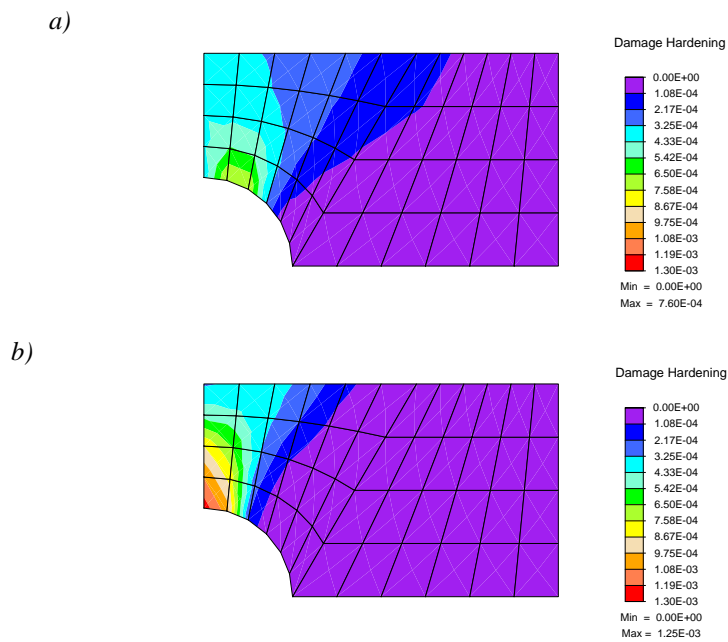 a)
Damage Hardening
0.00E+00
1.08E-04
2.17E-04
3.25E-04
4.33E-04
5.42E-04
6.50E-04
7.58E-04
8.67E-04
9.75E-04
1.08E-03
1.19E-03
1.30E-03
Min = 0.00E+00
Max = 7.60E-04
b)
Damage Hardening
0.00E+00
1.08E-04
2.17E-04
3.25E-04
4.33E-04
5.42E-04
6.50E-04
7.58E-04
8.67E-04
9.75E-04
1.08E-03
1.19E-03
1.30E-03
Min = 0.00E+00
Max = 1.25E-03